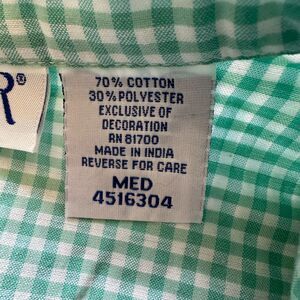 R®
70% COTTON
30% POLYESTER
EXCLUSIVE OF
DECORATION
RN 81700
MADE IN INDIA
REVERSE FOR CARE
MED
4516304